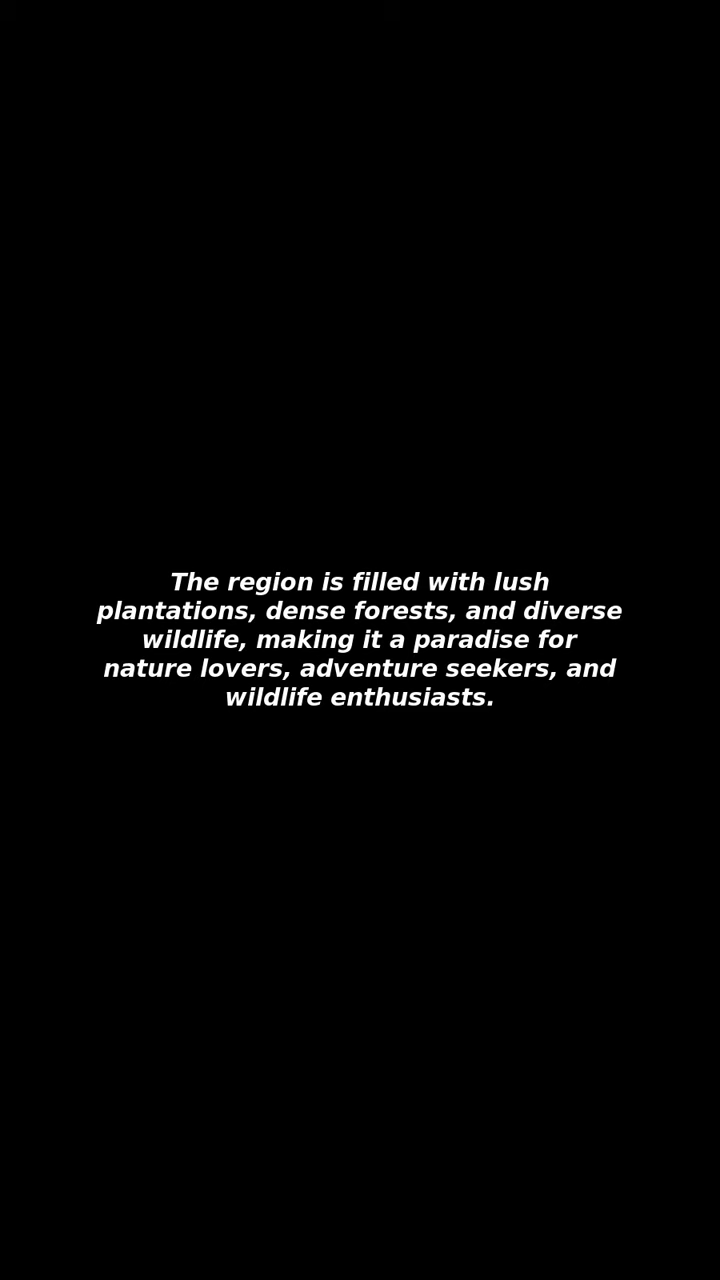 The region is filled with lush
plantations, dense forests, and diverse
wildlife, making it a paradise for
nature lovers, adventure seekers, and
wildlife enthusiasts.